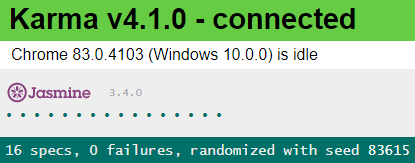 Karma v4.1.0 - connected
Chrome 83.0.4103 (Windows 10.0.0) is idle
Jasmine 3.4.0
16 specs, 0 failures, randomized with seed 83615